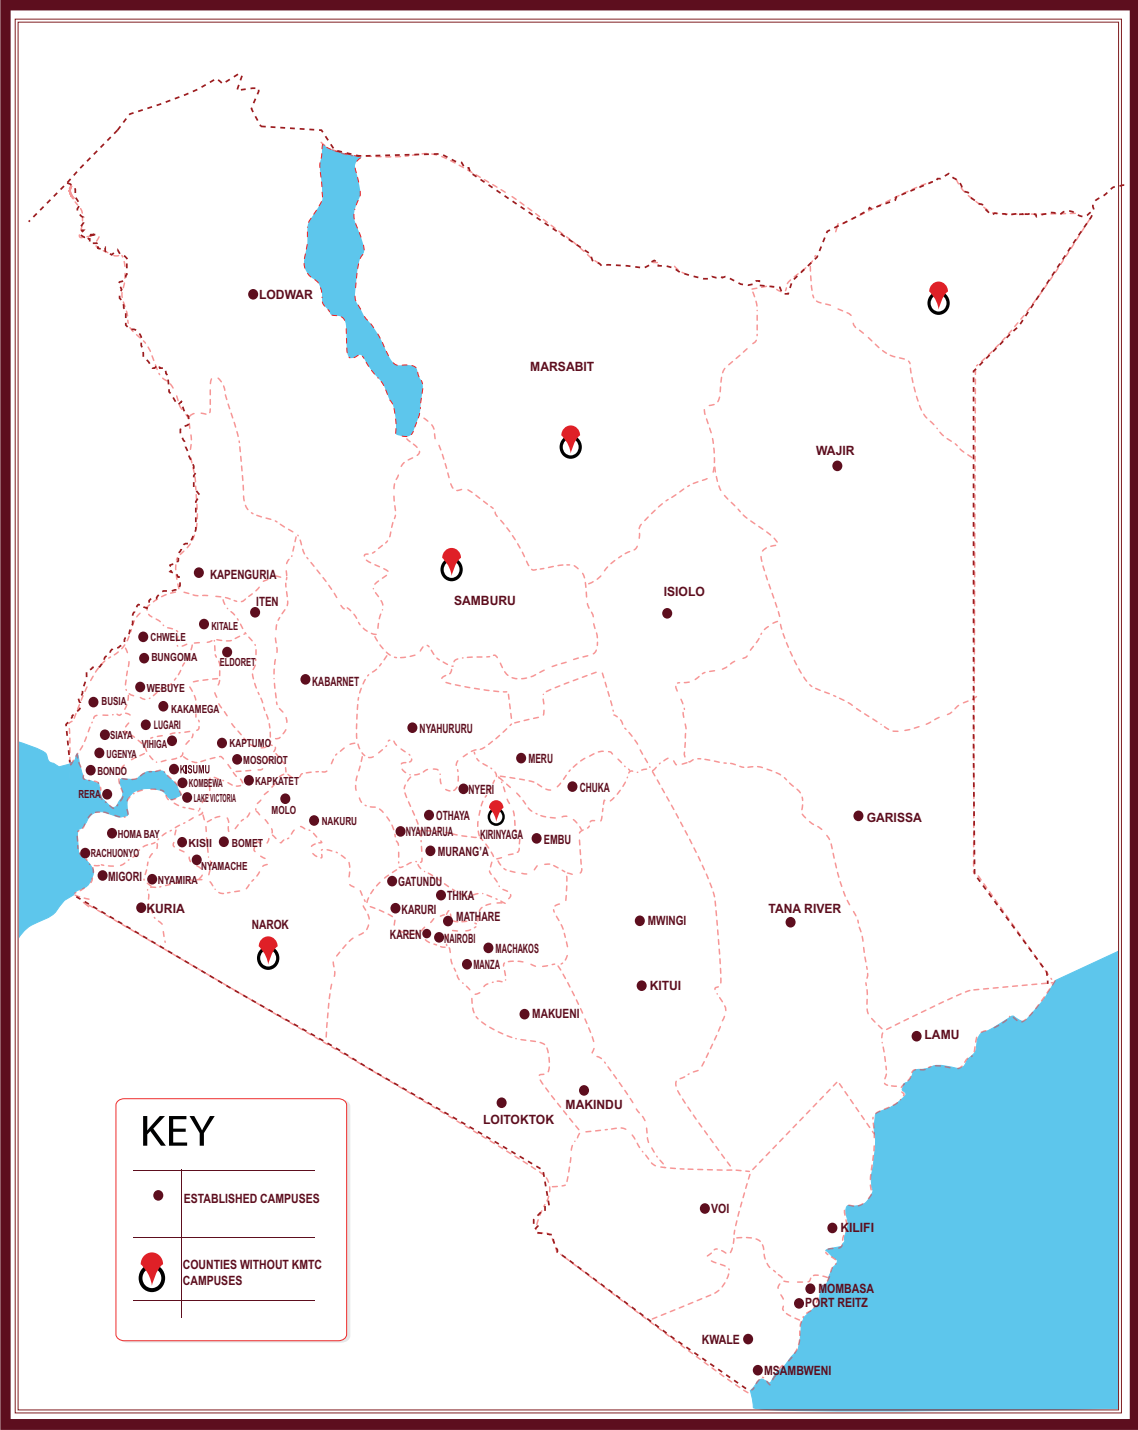 LODWAR
MARSABIT
WAJIR
KAPENGURIA
ISIOLO
ITEN
SAMBURU
KITALE
CHWELE
BUNGOMA
ELDORET
KABARNET
WEBUYE
BUSIA
KAKAMEGA
LUGARI
NYAHURURU
SIAYA
VIHIGA
KAPTUMO
UGENYA
MOSORIOT
MERU
BONDO
KISUMU
KOMBEWA
KAPKATET
NYERI
CHUKA
RERA
LAKE VICTORIA
MOLO
OTHAYA
GARISSA
NAKURU
HOMA BAY
NYANDARUA
KIRINYAGA
KISII
BOMET
EMBU
RACHUONYO
MURANG'A
NYAMACHE
MIGORI
NYAMIRA
GATUNDU
THIKA
KURIA
KARURI
TANA RIVER
MATHARE
MWINGI
NAROK
KAREN
NAIROBI
MACHAKOS
MANZA
KITUI
MAKUENI
LAMU
MAKINDU
LOITOKTOK
KEY
ESTABLISHED CAMPUSES
VOI
KILIFI
COUNTIES WITHOUT KMTC
CAMPUSES
MOMBASA
PORT REITZ
KWALE
MSAMBWENI